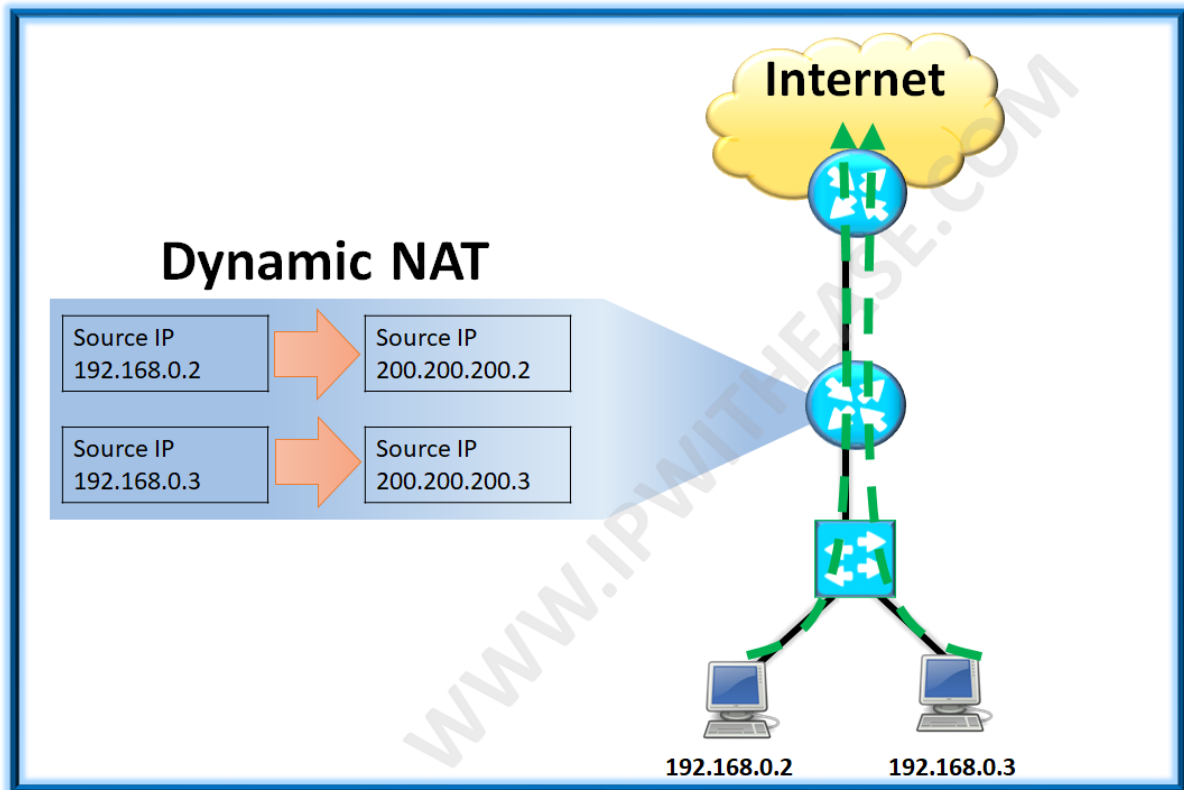 Internet
Dynamic NAT
Source IP
192.168.0.2
Source IP
200.200.200.2
Source IP
192.168.0.3
Source IP
200.200.200.3
192.168.0.2
192.168.0.3
WWW.IPWITHEASE.COM